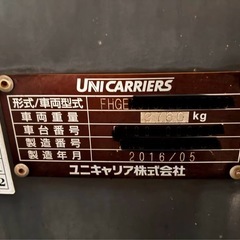 UNICARRIERS
形式/車両型式 FHGE
車両重量 kg
車台番号
製造番号
製造年月 2016/05
ユニキャリア株式会社
2